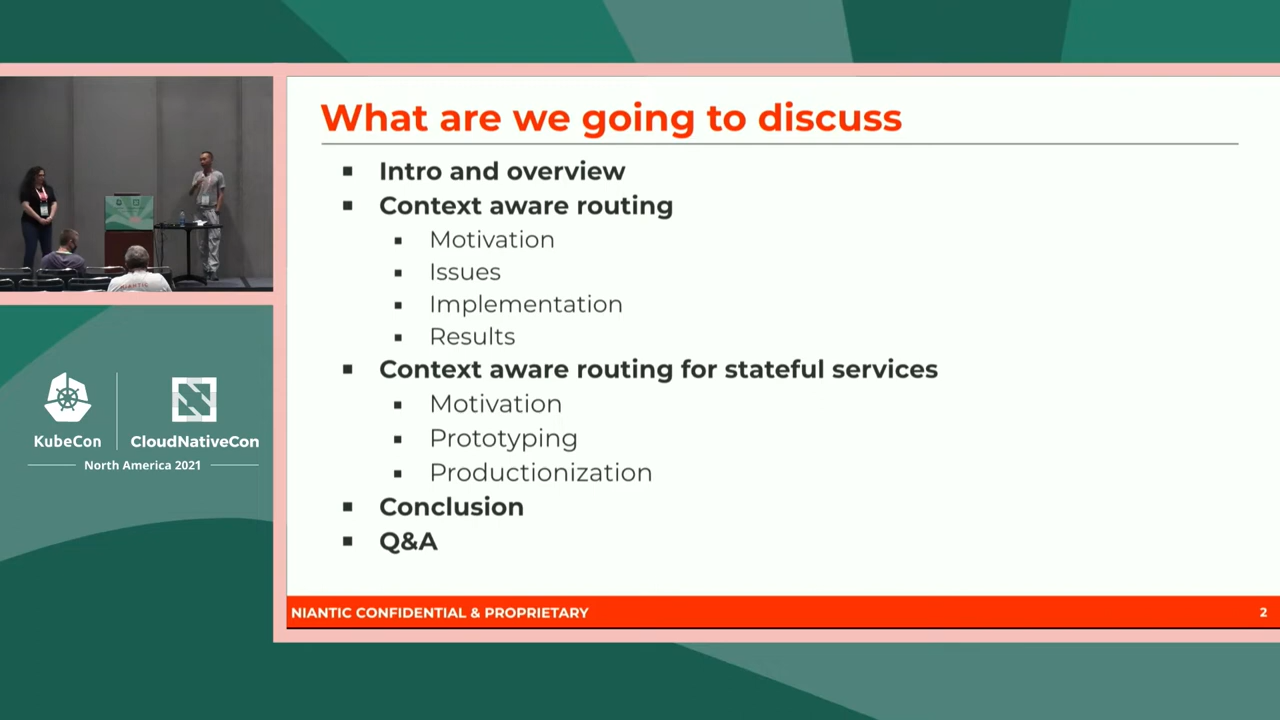 What are we going to discuss
Intro and overview
Context aware routing
Motivation
Issues
Implementation
Results
Context aware routing for stateful services
Motivation
Prototyping
Productionization
Conclusion
Q&A
NIANTIC CONFIDENTIAL & PROPRIETARY
2
KubeCon
CloudNativeCon
North America 2021
NIANTIC